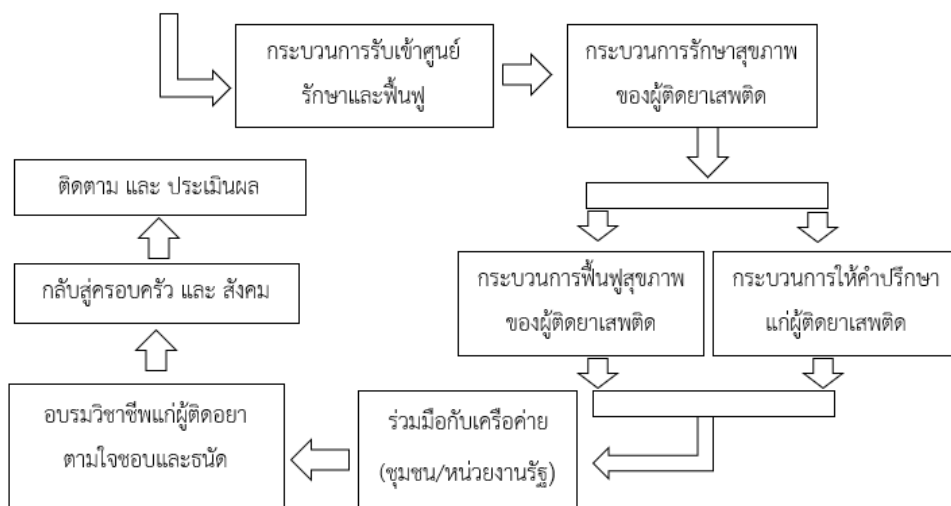 กระบวนการรับเข้าศูนย์
รักษาและฟื้นฟู
กระบวนการรักษาสุขภาพ
ของผู้ติดยาเสพติด
กระบวนการฟื้นฟูสุขภาพ
ของผู้ติดยาเสพติด
กระบวนการให้คำปรึกษา
แก่ผู้ติดยาเสพติด
ร่วมมือกับเครือค่าย
(ชุมชน/หน่วยงานรัฐ)
อบรมวิชาชีพแก่ผู้ติดอยา
ตามใจชอบและธนัด
กลับสู่ครอบครัว และ สังคม
ติดตาม และ ประเมินผล